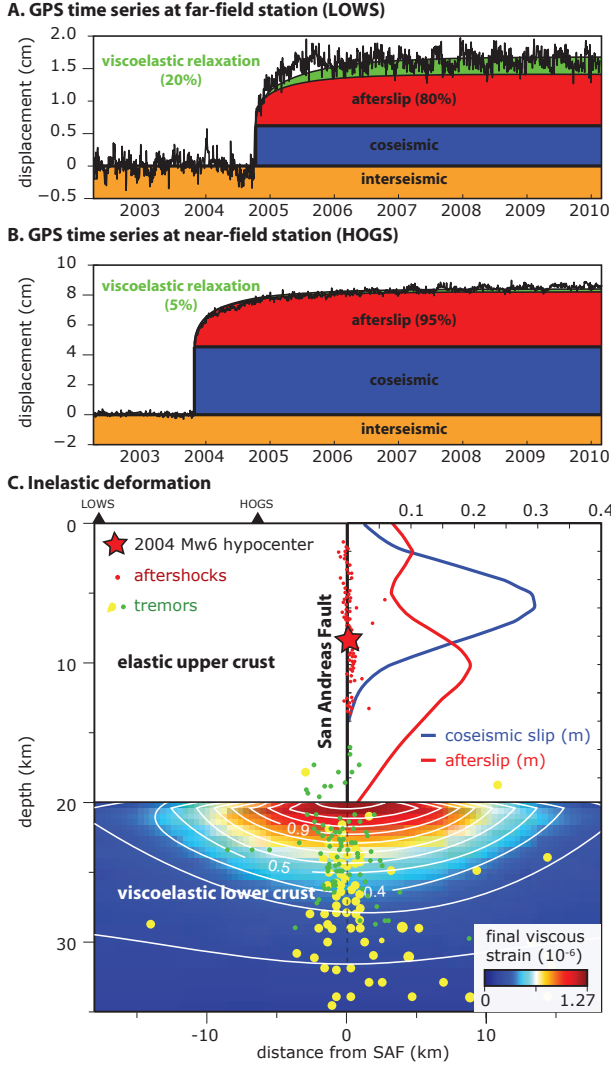 A. GPS time series at far-field station (LOWS)
displacement (cm)
2.0
1.5
1.0
0.5
0
−0.5
viscoelastic relaxation
(20%)
afterslip (80%)
coseismic
interseismic
2003 2004 2005 2006 2007 2008 2009 2010
B. GPS time series at near-field station (HOGS)
displacement (cm)
10
8
6
4
2
0
−2
viscoelastic relaxation
(5%)
afterslip (95%)
coseismic
interseismic
2003 2004 2005 2006 2007 2008 2009 2010
C. Inelastic deformation
LOWS HOGS
0.1 0.2 0.3 0.4
depth (km)
0
10
20
30
2004 Mw6 hypocenter
aftershocks
tremors
elastic upper crust
San Andreas Fault
coseismic slip (m)
afterslip (m)
0.9
0.5
0.4
viscoelastic lower crust
final viscous
strain (10⁻⁶)
0 1.27
-10 0 10
distance from SAF (km)